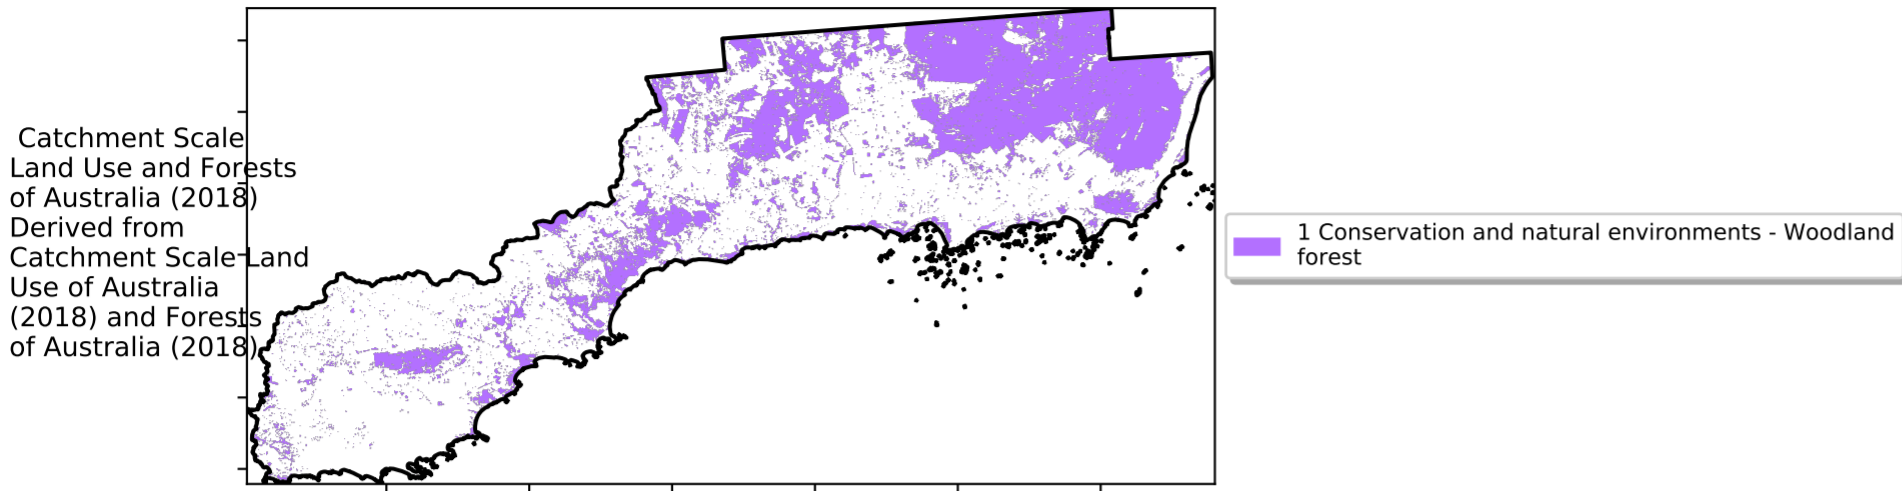 Catchment Scale
Land Use and Forests
of Australia (2018)
Derived from
Catchment Scale Land
Use of Australia
(2018) and Forests
of Australia (2018)
1 Conservation and natural environments - Woodland
forest